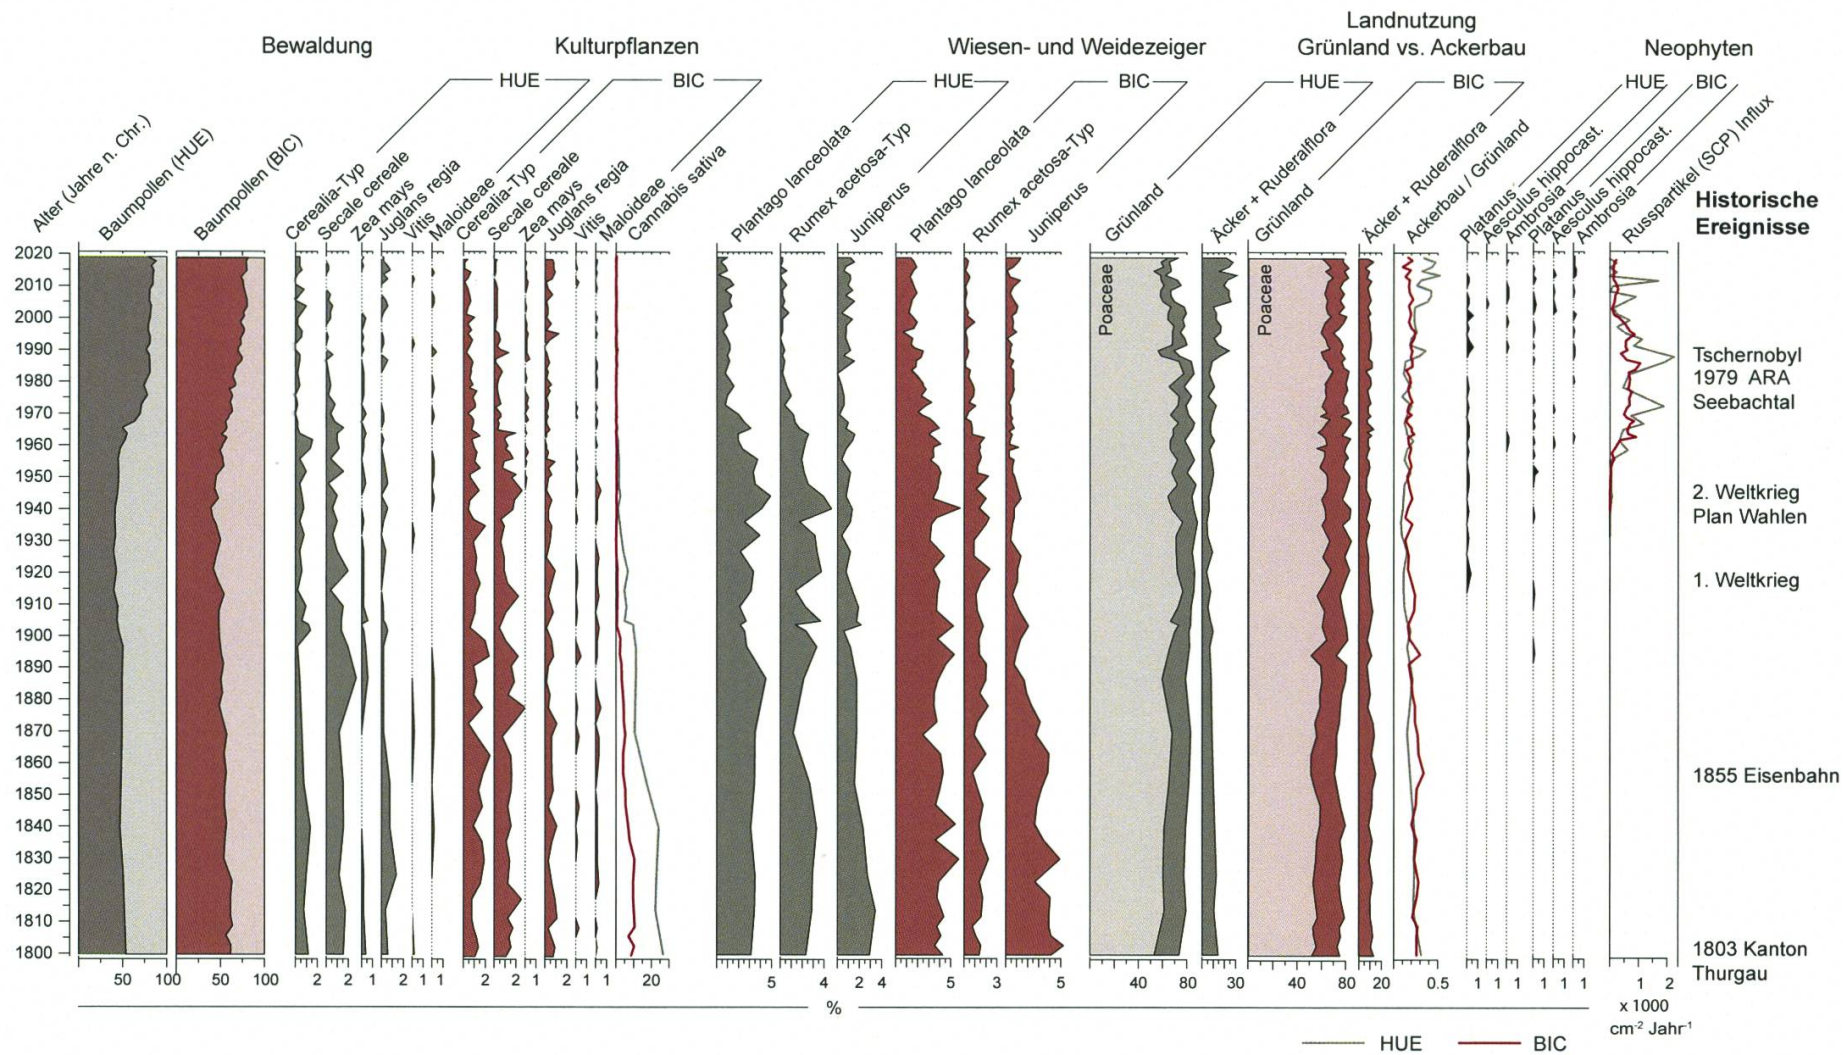 Bewaldung
Kulturpflanzen
Wiesen- und Weidezeiger
Landnutzung
Grünland vs. Ackerbau
Neophyten
HUE
BIC
HUE
BIC
HUE
BIC
HUE
BIC
Alter (Jahre n. Chr.)
Baumpollen (HUE)
Baumpollen (BIC)
Cerealia-Typ
Secale cereale
Zea mays
Juglans regia
Vitis
Maloideae
Cerealia-Typ
Secale cereale
Zea mays
Juglans regia
Vitis
Maloideae
Cannabis sativa
Plantago lanceolata
Rumex acetosa-Typ
Juniperus
Plantago lanceolata
Rumex acetosa-Typ
Juniperus
Grünland
Äcker + Ruderalflora
Grünland
Äcker + Ruderalflora
Ackerbau / Grünland
Platanus
Aesculus hippocast.
Ambrosia
Platanus
Aesculus hippocast.
Ambrosia
Russpartikel (SCP) Influx
Historische
Ereignisse
2020
2010
2000
1990
1980
1970
1960
1950
1940
1930
1920
1910
1900
1890
1880
1870
1860
1850
1840
1830
1820
1810
1800
Poaceae
Poaceae
Tschernobyl
1979 ARA
Seebachtal
2. Weltkrieg
Plan Wahlen
1. Weltkrieg
1855 Eisenbahn
1803 Kanton
Thurgau
50 100 50 100 2 2 1 2 1 1 2 2 1 2 1 1 20 5 4 2 4 5 3 5 40 80 30 40 80 20 0.5 1 1 1 1 1 1 1 2
%
x 1000
cm-2 Jahr-1
HUE BIC